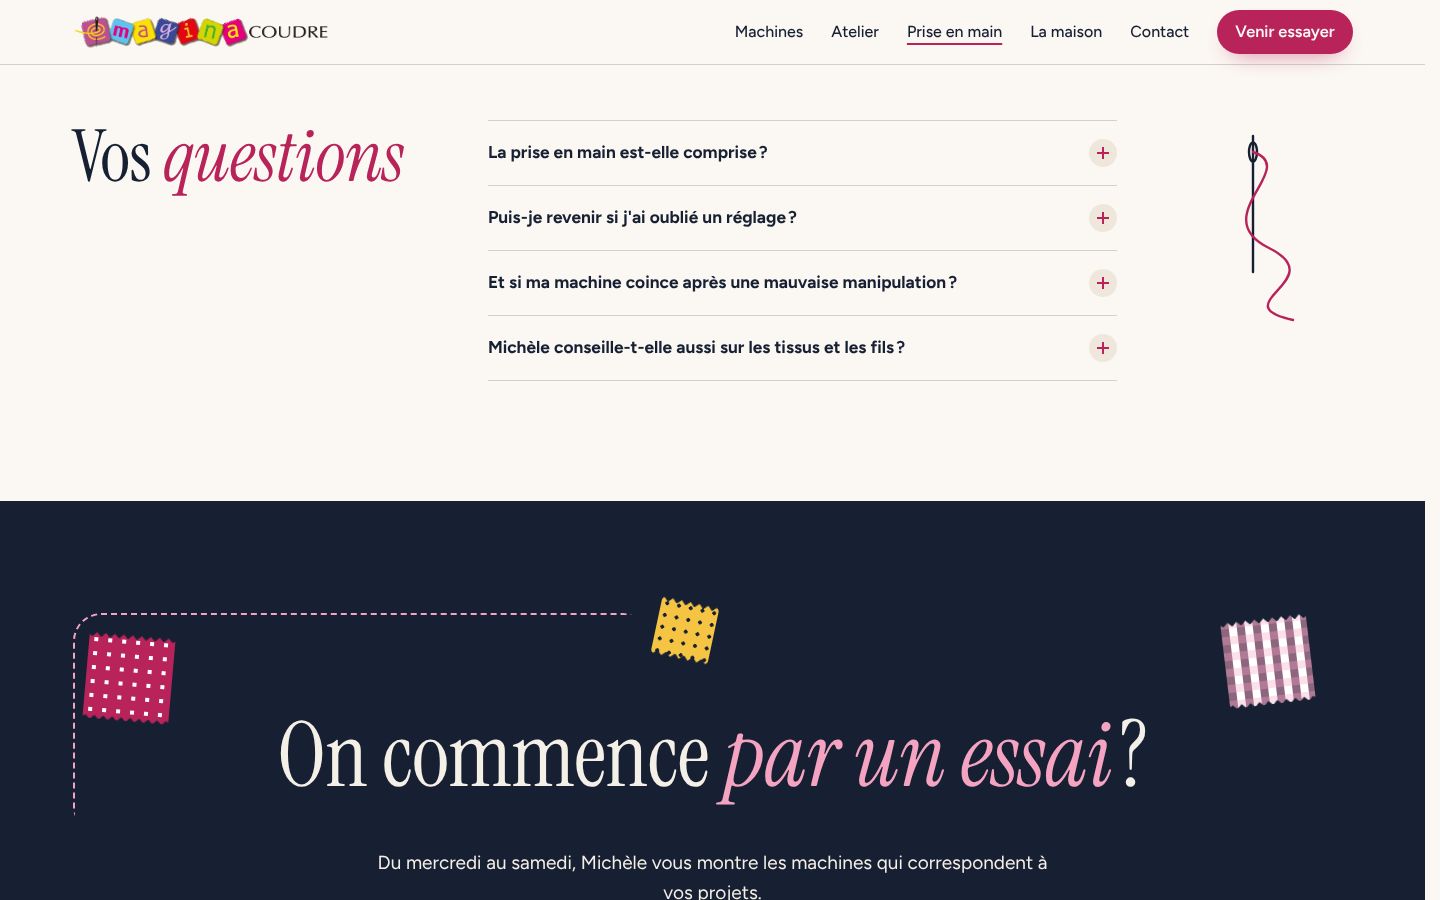 emagina COUDRE
Machines Atelier Prise en main La maison Contact Venir essayer
Vos questions
La prise en main est-elle comprise ?
Puis-je revenir si j'ai oublié un réglage ?
Et si ma machine coince après une mauvaise manipulation ?
Michèle conseille-t-elle aussi sur les tissus et les fils ?
On commence par un essai ?
Du mercredi au samedi, Michèle vous montre les machines qui correspondent à
vos projets.